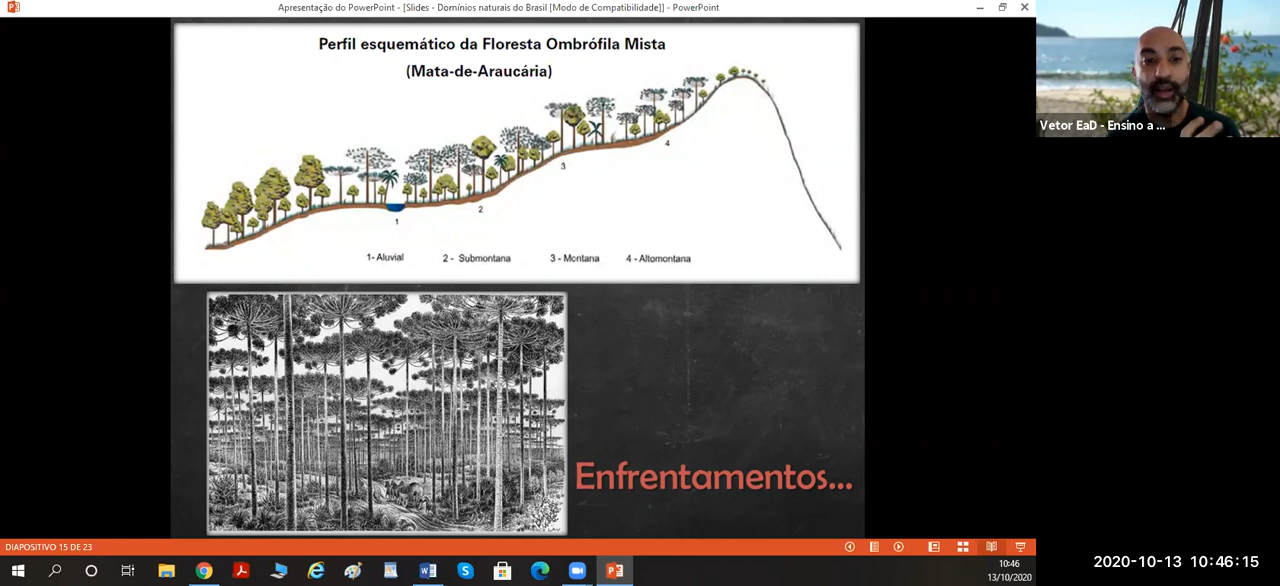 Apresentação do PowerPoint - [Slides - Domínios naturais do Brasil [Modo de Compatibilidade]] - PowerPoint
Perfil esquemático da Floresta Ombrófila Mista
(Mata-de-Araucária)
1
2
3
4
1- Aluvial 2 - Submontana 3 - Montana 4 - Altomontana
Enfrentamentos...
Vetor EaD - Ensino a ...
DIAPOSITIVO 15 DE 23
10:46
13/10/2020
2020-10-13 10:46:15